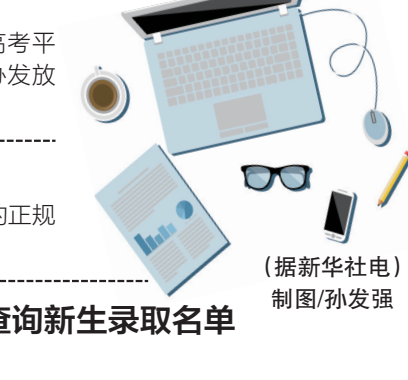 高考平
办发放
的正规
（据新华社电）
制图/孙发强
查询新生录取名单